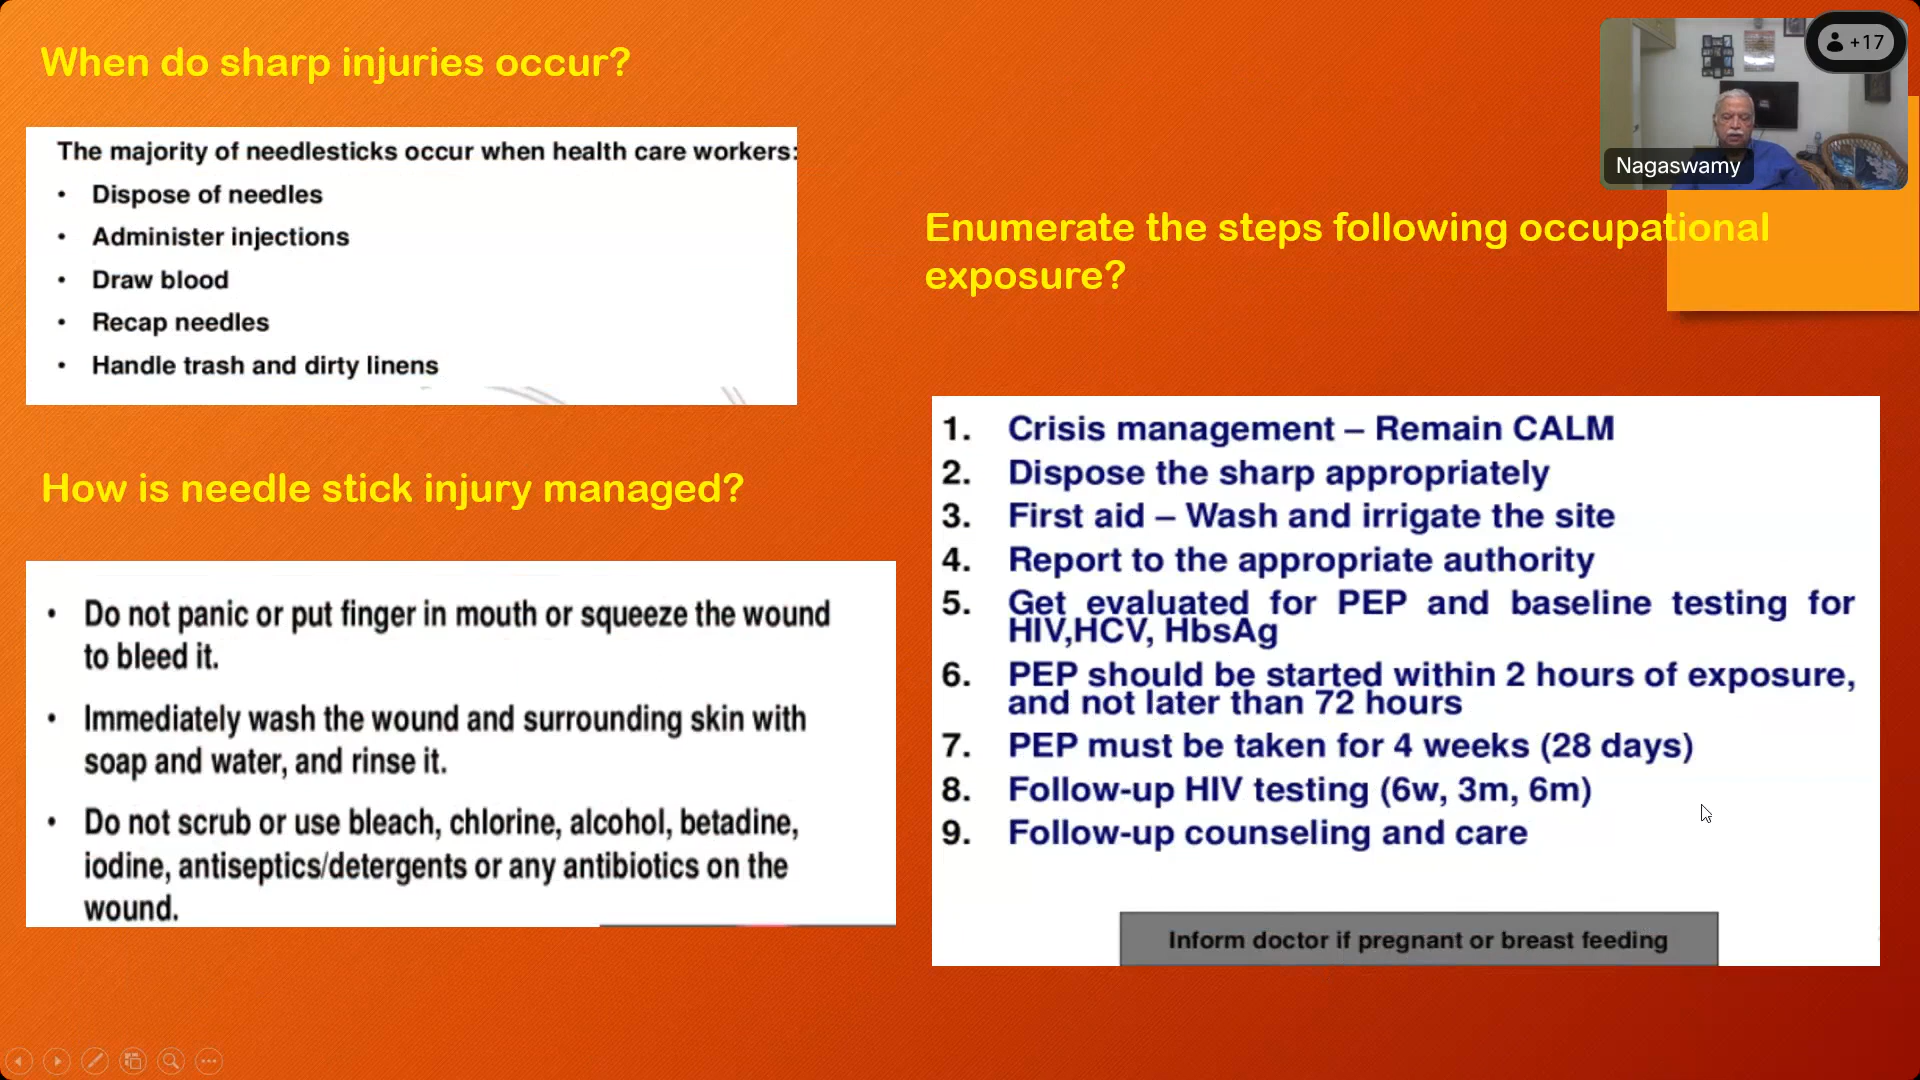 When do sharp injuries occur?
The majority of needlesticks occur when health care workers:
• Dispose of needles
• Administer injections
• Draw blood
• Recap needles
• Handle trash and dirty linens
How is needle stick injury managed?
• Do not panic or put finger in mouth or squeeze the wound
to bleed it.
• Immediately wash the wound and surrounding skin with
soap and water, and rinse it.
• Do not scrub or use bleach, chlorine, alcohol, betadine,
iodine, antiseptics/detergents or any antibiotics on the
wound.
+17
Nagaswamy
Enumerate the steps following occupational
exposure?
1. Crisis management – Remain CALM
2. Dispose the sharp appropriately
3. First aid – Wash and irrigate the site
4. Report to the appropriate authority
5. Get evaluated for PEP and baseline testing for
HIV,HCV, HbsAg
6. PEP should be started within 2 hours of exposure,
and not later than 72 hours
7. PEP must be taken for 4 weeks (28 days)
8. Follow-up HIV testing (6w, 3m, 6m)
9. Follow-up counseling and care
Inform doctor if pregnant or breast feeding